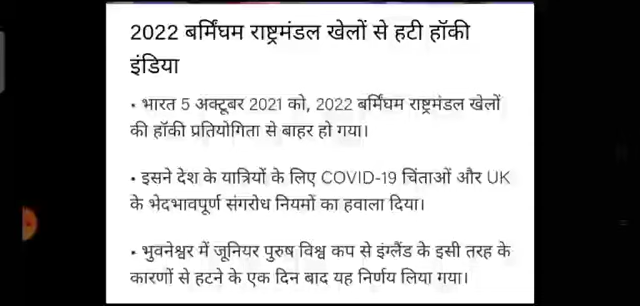 2022 बर्मिंघम राष्ट्रमंडल खेलों से हटी हॉकी
इंडिया
• भारत 5 अक्टूबर 2021 को, 2022 बर्मिंघम राष्ट्रमंडल खेलों
की हॉकी प्रतियोगिता से बाहर हो गया।
• इसने देश के यात्रियों के लिए COVID-19 चिंताओं और UK
के भेदभावपूर्ण संगरोध नियमों का हवाला दिया।
• भुवनेश्वर में जूनियर पुरुष विश्व कप से इंग्लैंड के इसी तरह के
कारणों से हटने के एक दिन बाद यह निर्णय लिया गया।